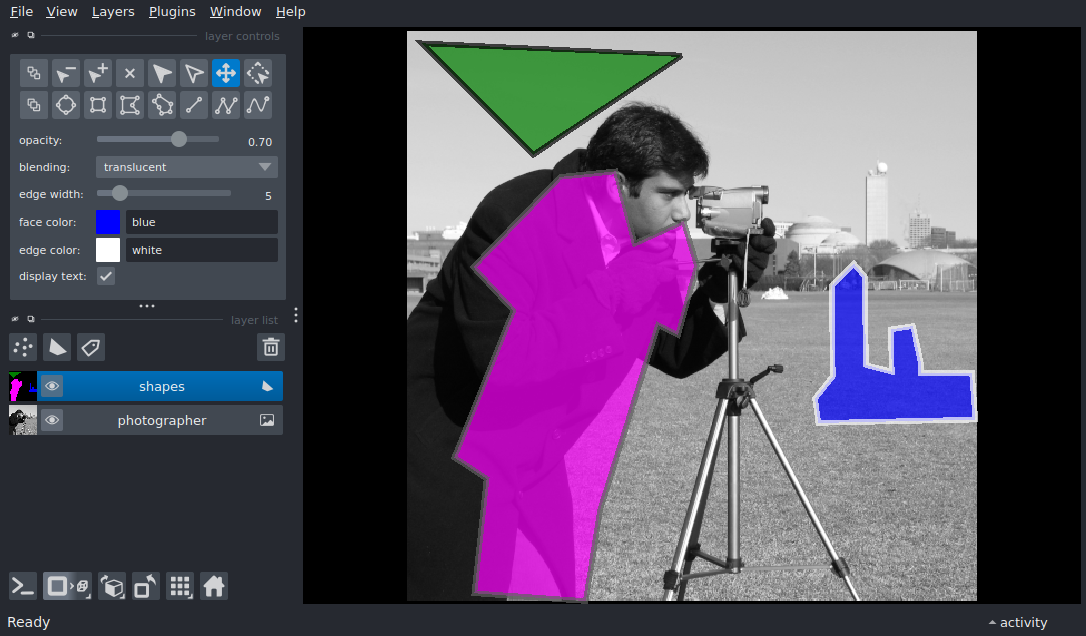 File View Layers Plugins Window Help
layer controls
opacity: 0.70
blending: translucent
edge width: 5
face color: blue
edge color: white
display text:
layer list
shapes
photographer
Ready
activity